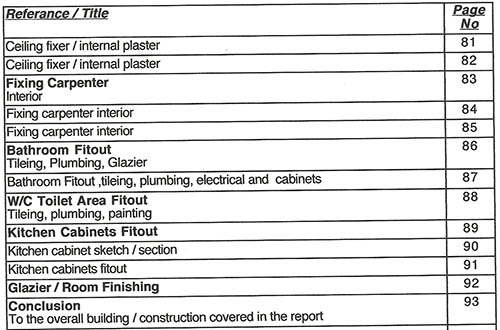 Referance / Title Page
No
Ceiling fixer / internal plaster 81
Ceiling fixer / internal plaster 82
Fixing Carpenter 83
Interior
Fixing carpenter interior 84
Fixing carpenter interior 85
Bathroom Fitout 86
Tileing, Plumbing, Glazier
Bathroom Fitout ,tileing, plumbing, electrical and cabinets 87
W/C Toilet Area Fitout 88
Tileing, plumbing, painting
Kitchen Cabinets Fitout 89
Kitchen cabinet sketch / section 90
Kitchen cabinets fitout 91
Glazier / Room Finishing 92
Conclusion 93
To the overall building / construction covered in the report